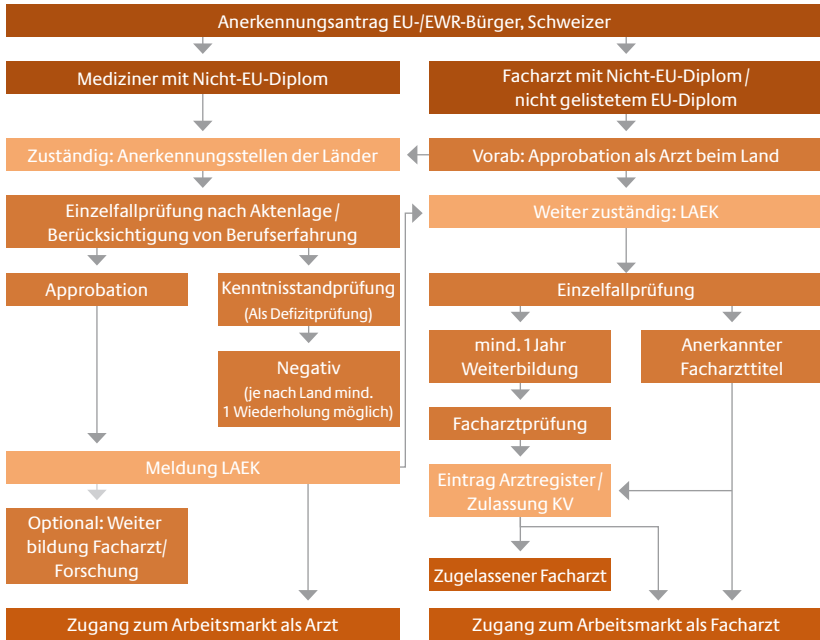 Anerkennungsantrag EU-/EWR-Bürger, Schweizer
Mediziner mit Nicht-EU-Diplom
Facharzt mit Nicht-EU-Diplom /
nicht gelistetem EU-Diplom
Zuständig: Anerkennungsstellen der Länder
Vorab: Approbation als Arzt beim Land
Einzelfallprüfung nach Aktenlage /
Berücksichtigung von Berufserfahrung
Weiter zuständig: LAEK
Approbation
Kenntnisstandprüfung
(Als Defizitprüfung)
Einzelfallprüfung
Negativ
(je nach Land mind.
1 Wiederholung möglich)
mind. 1 Jahr
Weiterbildung
Anerkannter
Facharzttitel
Facharztprüfung
Meldung LAEK
Eintrag Arztregister /
Zulassung KV
Optional: Weiter
bildung Facharzt/
Forschung
Zugelassener Facharzt
Zugang zum Arbeitsmarkt als Arzt
Zugang zum Arbeitsmarkt als Facharzt